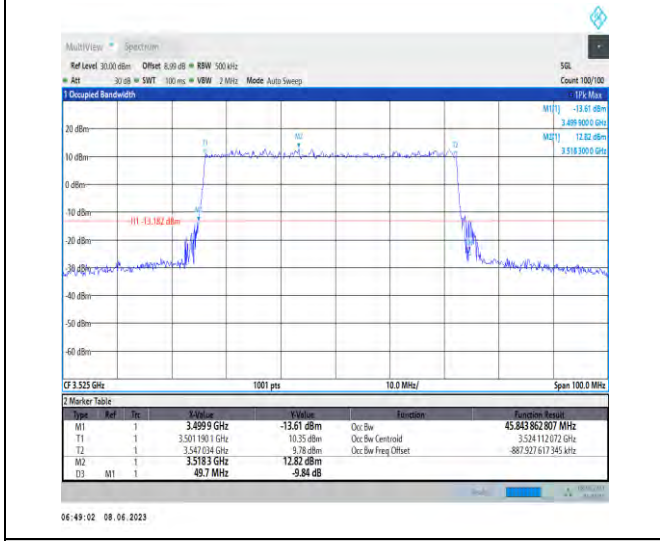 MultiView Spectrum
Ref Level 30.00 dBm Offset 8.99 dB RBW 500 kHz SGL
Att 30 dB SWT 100 ms VBW 2 MHz Mode Auto Sweep Count 100/100
1 Occupied Bandwidth 1Pk Max
M1[1] -13.61 dBm
3.499 900 0 GHz
M2[1] 12.82 dBm
3.518 300 0 GHz
20 dBm
T1 M2 T2
10 dBm
0 dBm
-10 dBm
M1
H1 -13.182 dBm
-20 dBm
-30 dBm
-40 dBm
-50 dBm
-60 dBm
CF 3.525 GHz 1001 pts 10.0 MHz/ Span 100.0 MHz
2 Marker Table
Type Ref Trc X-Value Y-Value Function Function Result
M1 1 3.4999 GHz -13.61 dBm Occ Bw 45.843 862 807 MHz
T1 1 3.501 190 1 GHz 10.35 dBm Occ Bw Centroid 3.524 112 072 GHz
T2 1 3.547 034 GHz 9.78 dBm Occ Bw Freq Offset -887.927 617 345 kHz
M2 1 3.5183 GHz 12.82 dBm
D3 M1 1 49.7 MHz -9.84 dB
06:49:02 08.06.2023